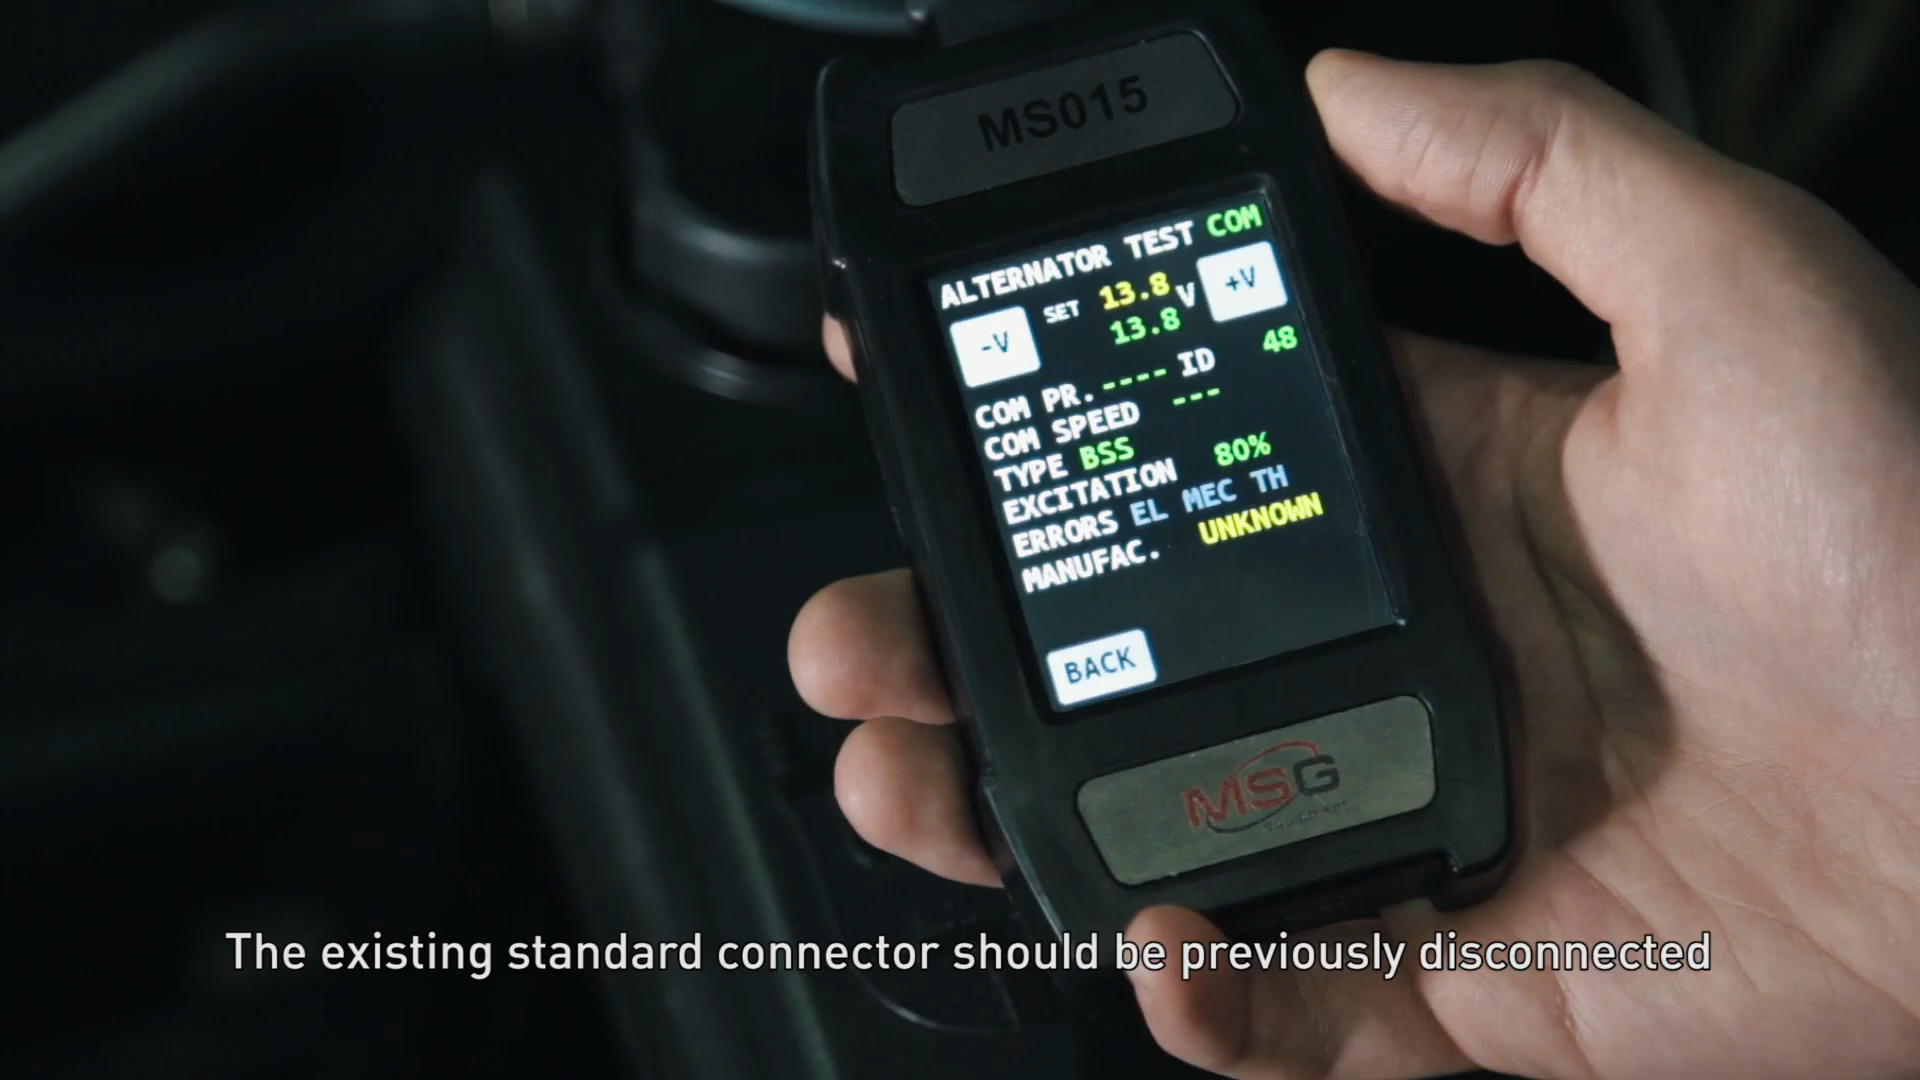 MS015
ALTERNATOR TEST COM
-V SET 13.8 V +V
13.8
COM PR. ---- ID 48
COM SPEED ---
TYPE BSS
EXCITATION 80%
ERRORS EL MEC TH
MANUFAC. UNKNOWN
BACK
MSG
equipment
The existing standard connector should be previously disconnected